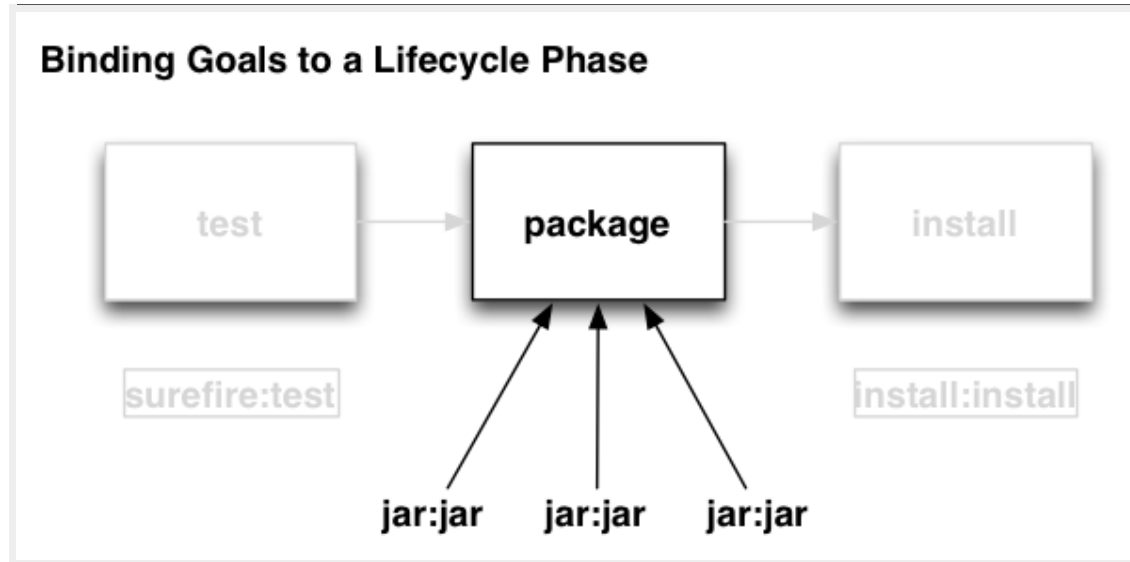 Binding Goals to a Lifecycle Phase
test
package
install
surefire:test
install:install
jar:jar
jar:jar
jar:jar